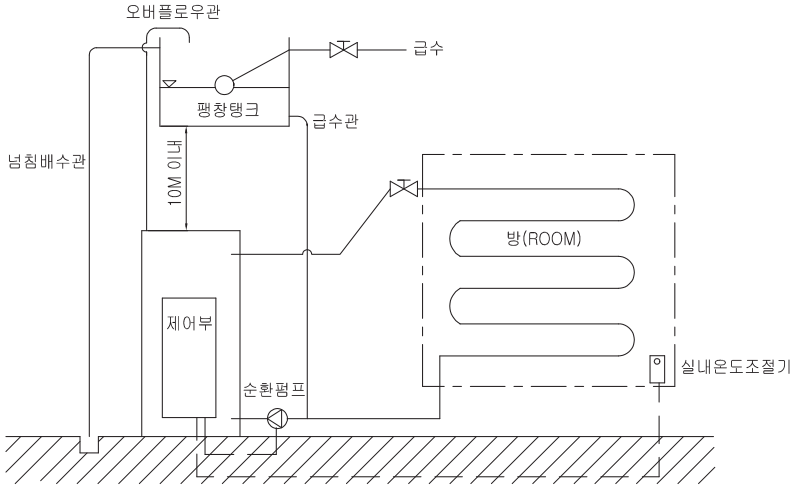 오버플로우관
급수
팽창탱크
급수관
넘침배수관
10M 이내
방(ROOM)
제어부
순환펌프
실내온도조절기